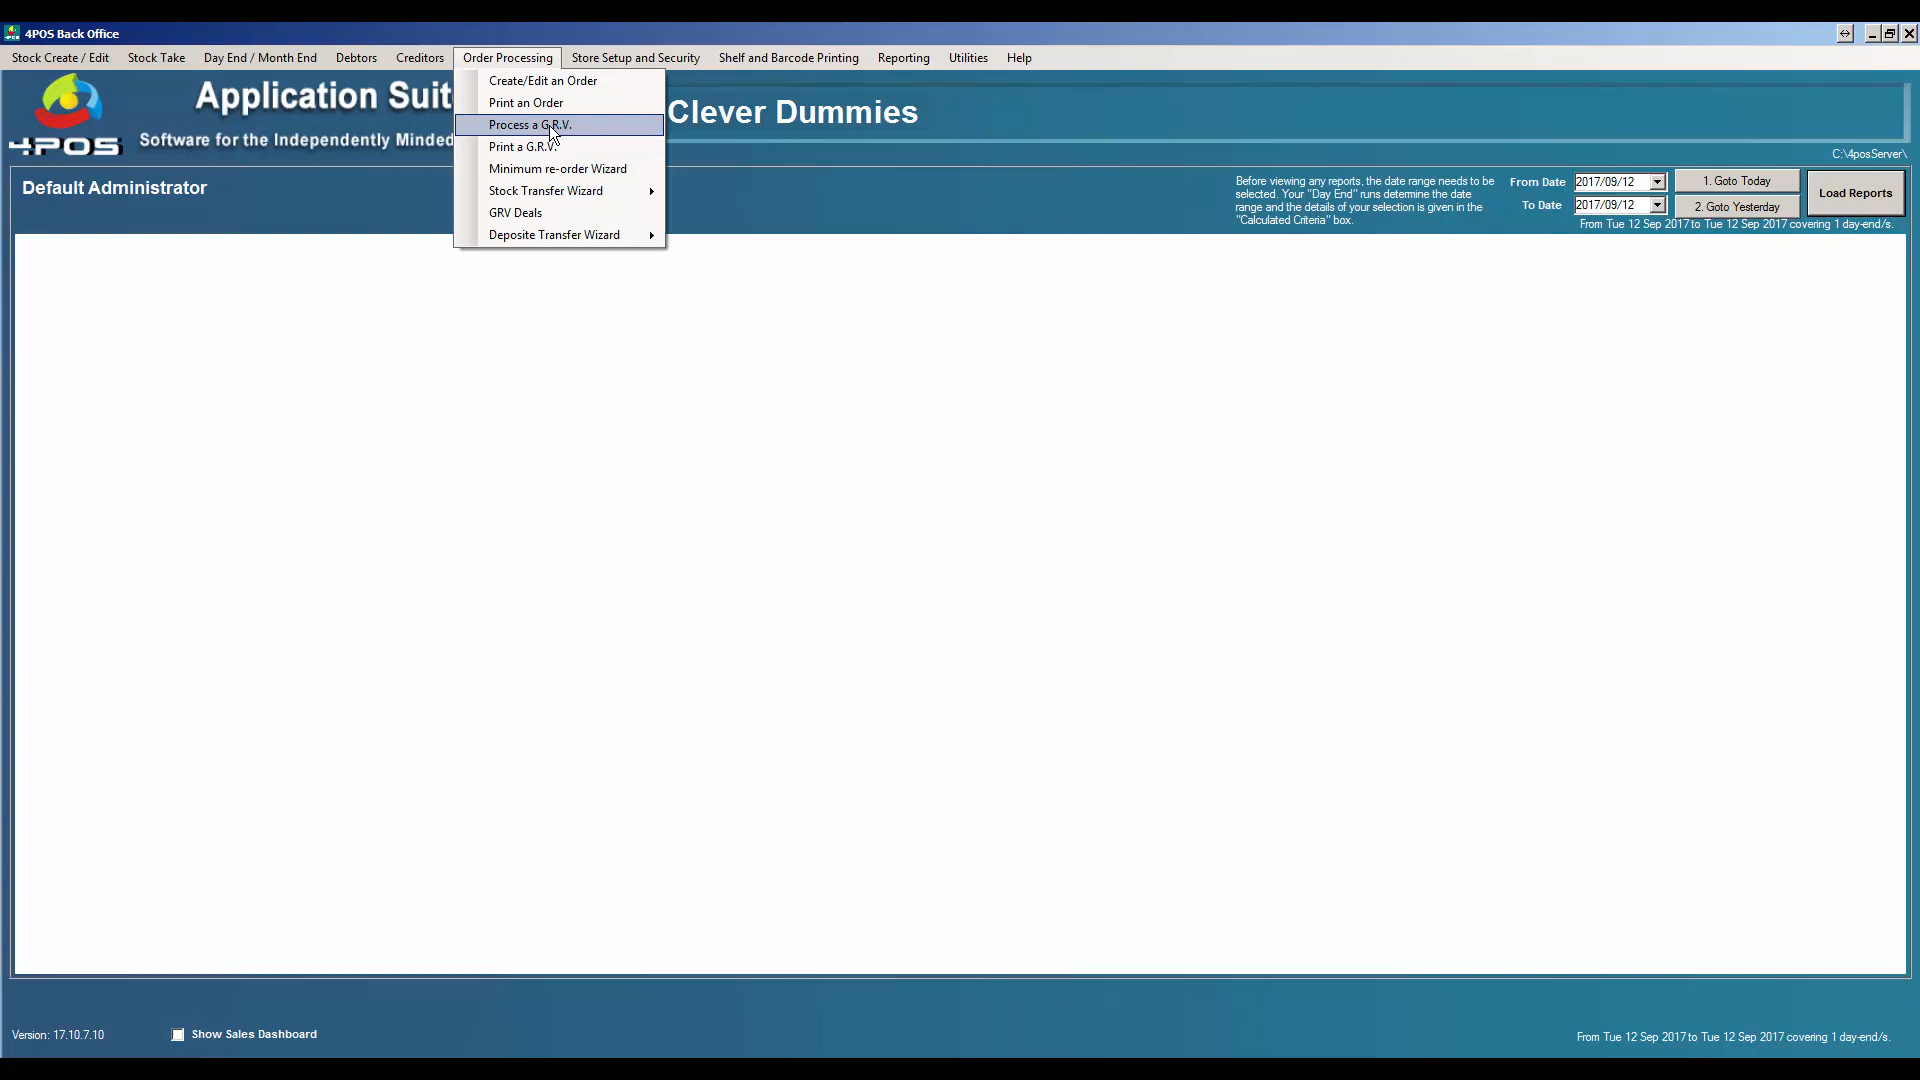 4POS Back Office
Stock Create / Edit Stock Take Day End / Month End Debtors Creditors Order Processing Store Setup and Security Shelf and Barcode Printing Reporting Utilities Help
Create/Edit an Order
Print an Order
Process a G.R.V.
Print a G.R.V.
Minimum re-order Wizard
Stock Transfer Wizard
GRV Deals
Deposite Transfer Wizard
Application Suit
Software for the Independently Minded
4POS
Clever Dummies
C:\4posServer\
Default Administrator
Before viewing any reports, the date range needs to be
selected. Your "Day End" runs determine the date
range and the details of your selection is given in the
"Calculated Criteria" box.
From Date 2017/09/12 1. Goto Today
To Date 2017/09/12 2. Goto Yesterday
Load Reports
From Tue 12 Sep 2017 to Tue 12 Sep 2017 covering 1 day-end/s.
Version: 17.10.7.10 Show Sales Dashboard
From Tue 12 Sep 2017 to Tue 12 Sep 2017 covering 1 day-end/s.